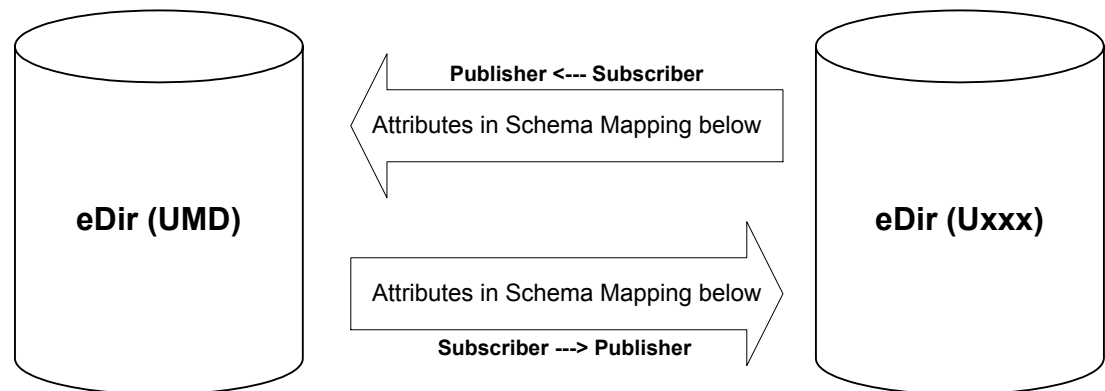 Publisher <--- Subscriber
Attributes in Schema Mapping below
eDir (UMD)
eDir (Uxxx)
Attributes in Schema Mapping below
Subscriber ---> Publisher